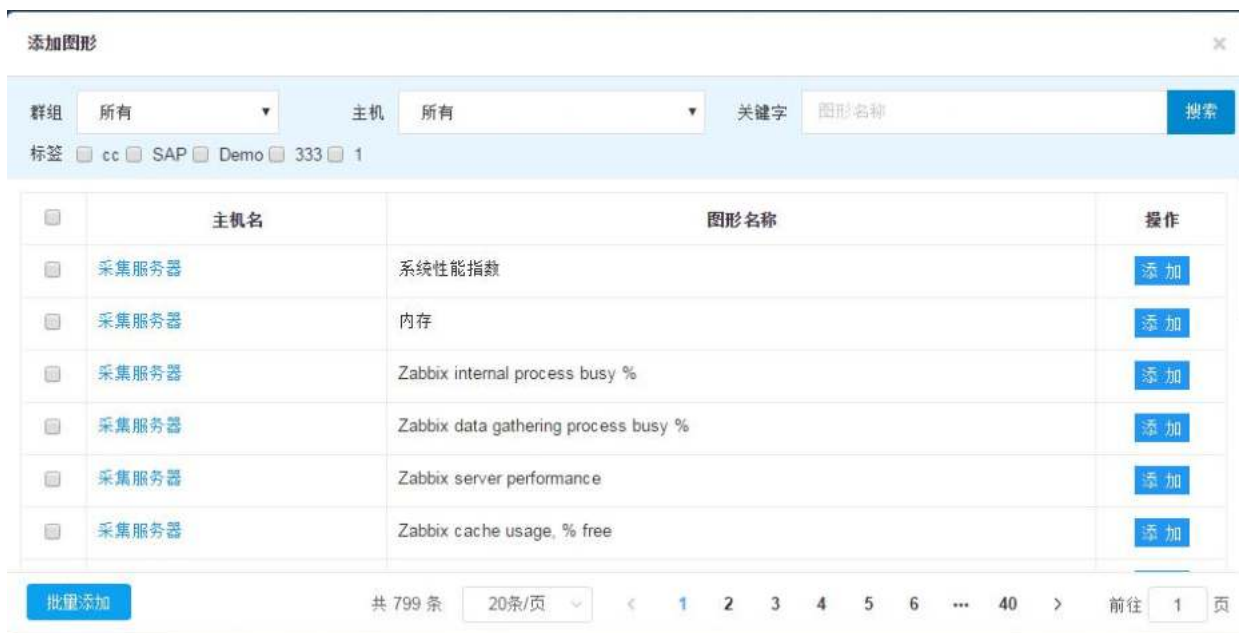 添加图形 ×
群组 所有 主机 所有 关键字 图形名称 搜索
标签 cc SAP Demo 333 1
主机名 图形名称 操作
采集服务器 系统性能指数 添加
采集服务器 内存 添加
采集服务器 Zabbix internal process busy % 添加
采集服务器 Zabbix data gathering process busy % 添加
采集服务器 Zabbix server performance 添加
采集服务器 Zabbix cache usage, % free 添加
批量添加 共 799 条 20条/页 < 1 2 3 4 5 6 ••• 40 > 前往 1 页